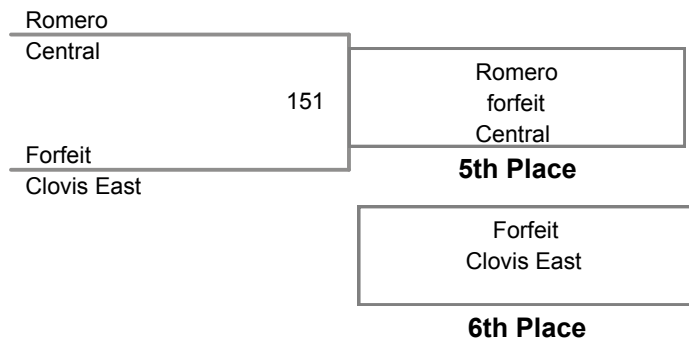 Romero
Central
151
Forfeit
Clovis East
Romero
forfeit
Central
5th Place
Forfeit
Clovis East
6th Place